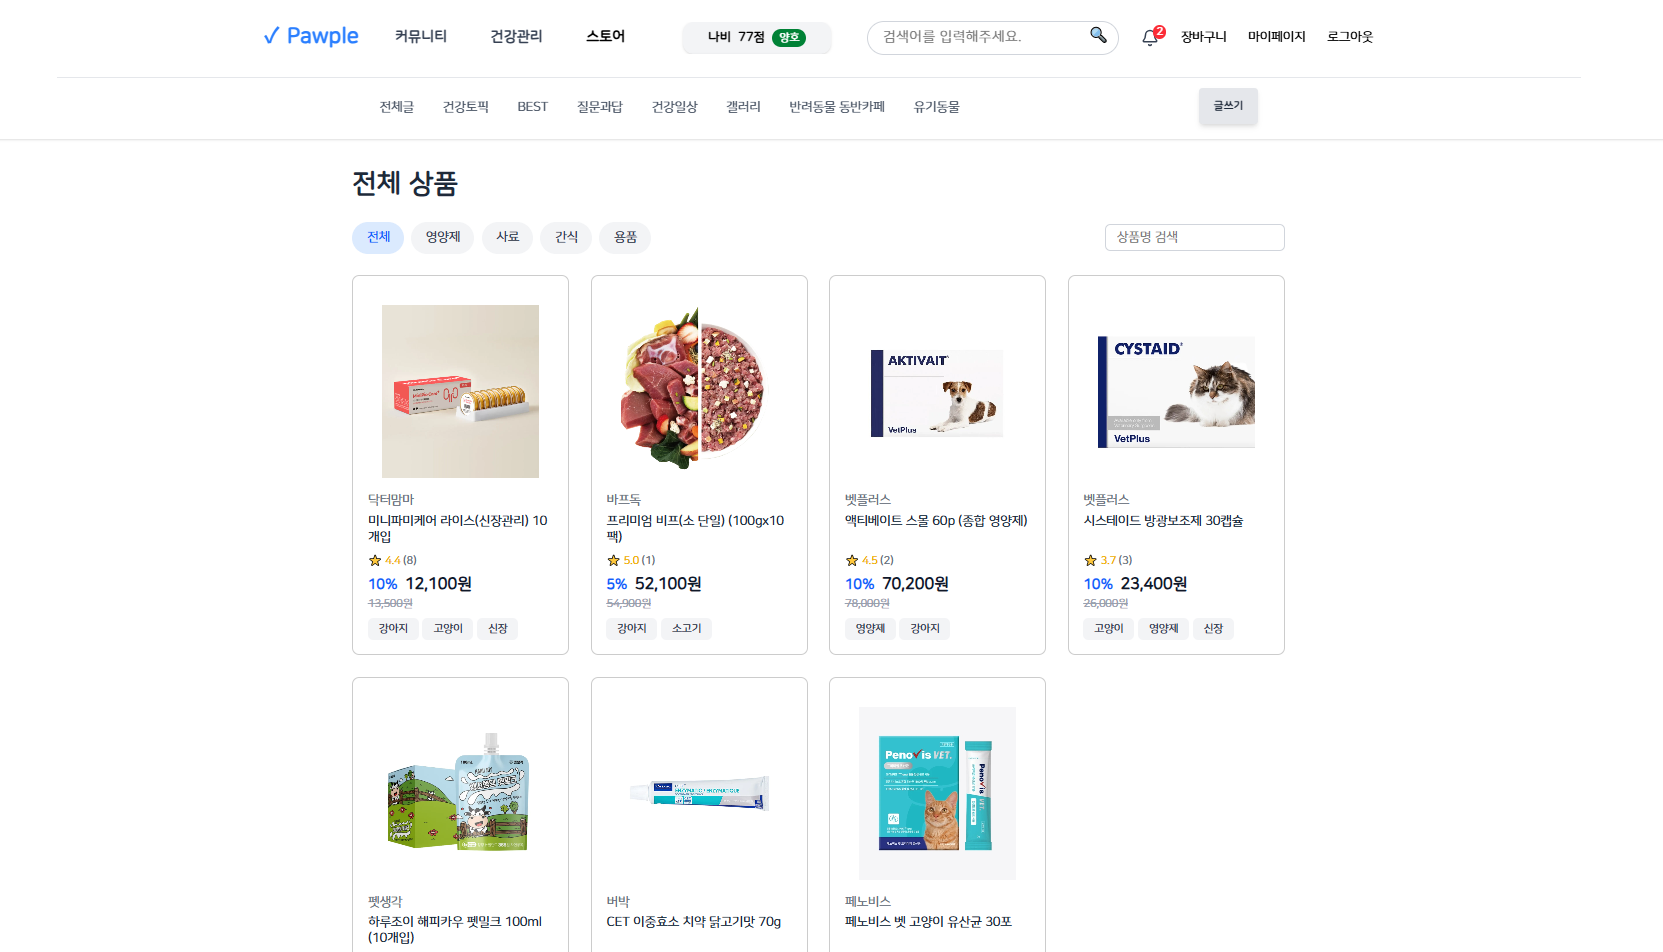 ✓ Pawple 커뮤니티 건강관리 스토어 나비 77점 양호 검색어를 입력해주세요. 2 장바구니 마이페이지 로그아웃
전체글 건강토픽 BEST 질문과답 건강일상 갤러리 반려동물 동반카페 유기동물 글쓰기
전체 상품
전체 영양제 사료 간식 용품 상품명 검색
AKTIVAIT
VetPlus
CYSTAID
VetPlus
닥터맘마
미니파미케어 라이스(신장관리) 10
개입
4.4 (8)
10% 12,100원
13,500원
강아지 고양이 신장
바프독
프리미엄 비프(소 단일) (100gx10
팩)
5.0 (1)
5% 52,100원
54,900원
강아지 소고기
벳플러스
액티베이트 스몰 60p (종합 영양제)
4.5 (2)
10% 70,200원
78,000원
영양제 강아지
벳플러스
시스테이드 방광보조제 30캡슐
3.7 (3)
10% 23,400원
26,000원
고양이 영양제 신장
Penovis VET.
Penovis VET.
펫생각
하루조이 해피카우 펫밀크 100ml
(10개입)
버박
CET 이중효소 치약 닭고기맛 70g
페노비스
페노비스 벳 고양이 유산균 30포